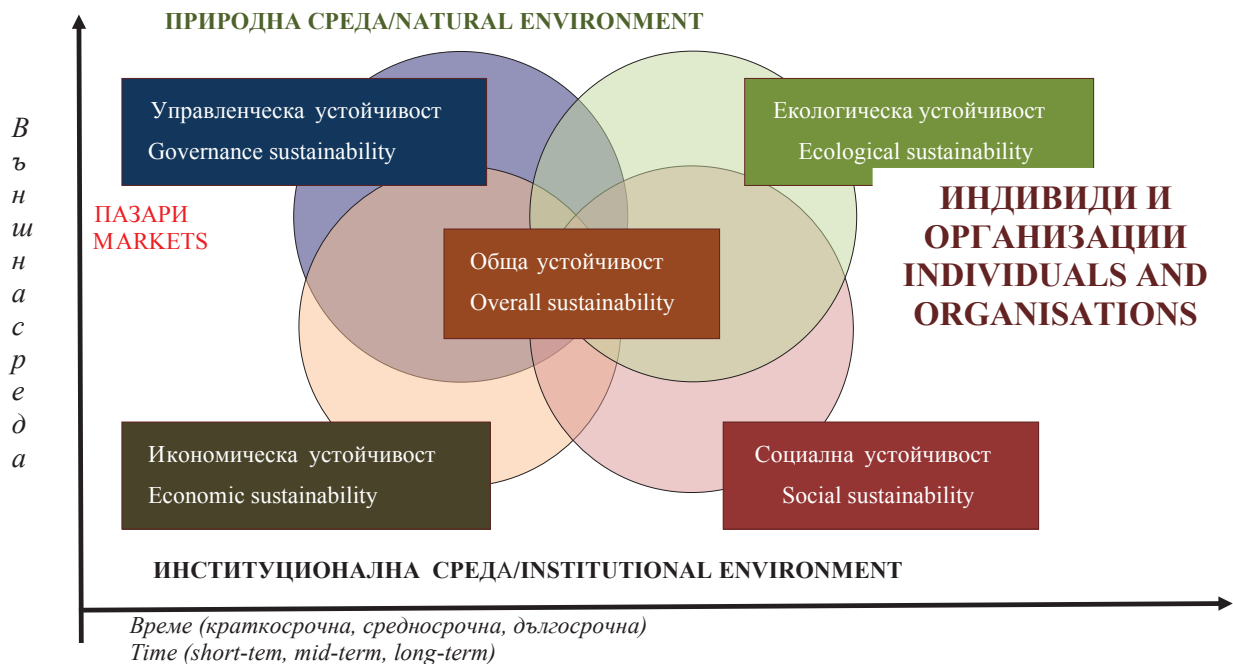 ПРИРОДНА СРЕДА/NATURAL ENVIRONMENT
Външна среда
Управленческа устойчивост
Governance sustainability
Екологическа устойчивост
Ecological sustainability
ПАЗАРИ
MARKETS
ИНДИВИДИ И
ОРГАНИЗАЦИИ
INDIVIDUALS AND
ORGANISATIONS
Обща устойчивост
Overall sustainability
Икономическа устойчивост
Economic sustainability
Социална устойчивост
Social sustainability
ИНСТИТУЦИОНАЛНА СРЕДА/INSTITUTIONAL ENVIRONMENT
Време (краткосрочна, средносрочна, дългосрочна)
Time (short-tem, mid-term, long-term)